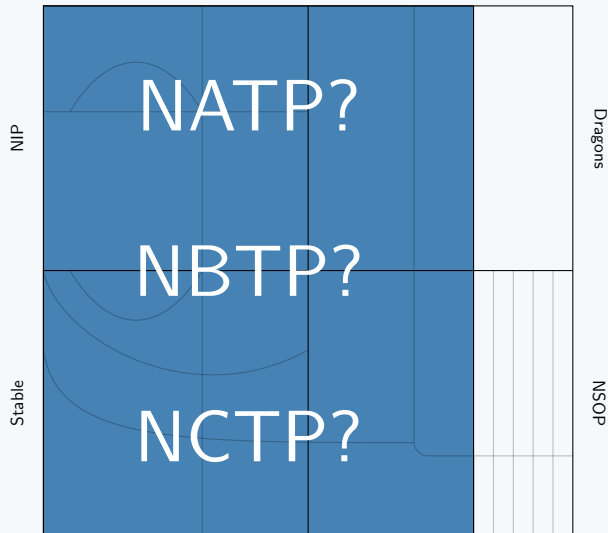 NIP
NATP?
Dragons
NBTP?
Stable
NCTP?
NSOP